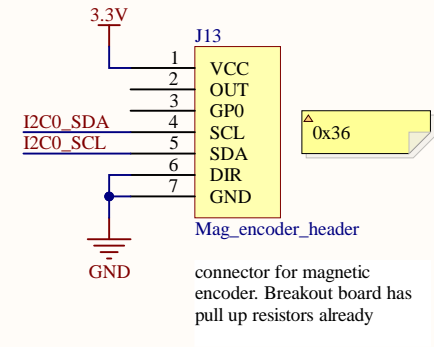 3.3V
J13
1 VCC
2 OUT
3 GP0
I2C0_SDA 4 SCL
I2C0_SCL 5 SDA
6 DIR
7 GND
0x36
Mag_encoder_header
GND
connector for magnetic
encoder. Breakout board has
pull up resistors already